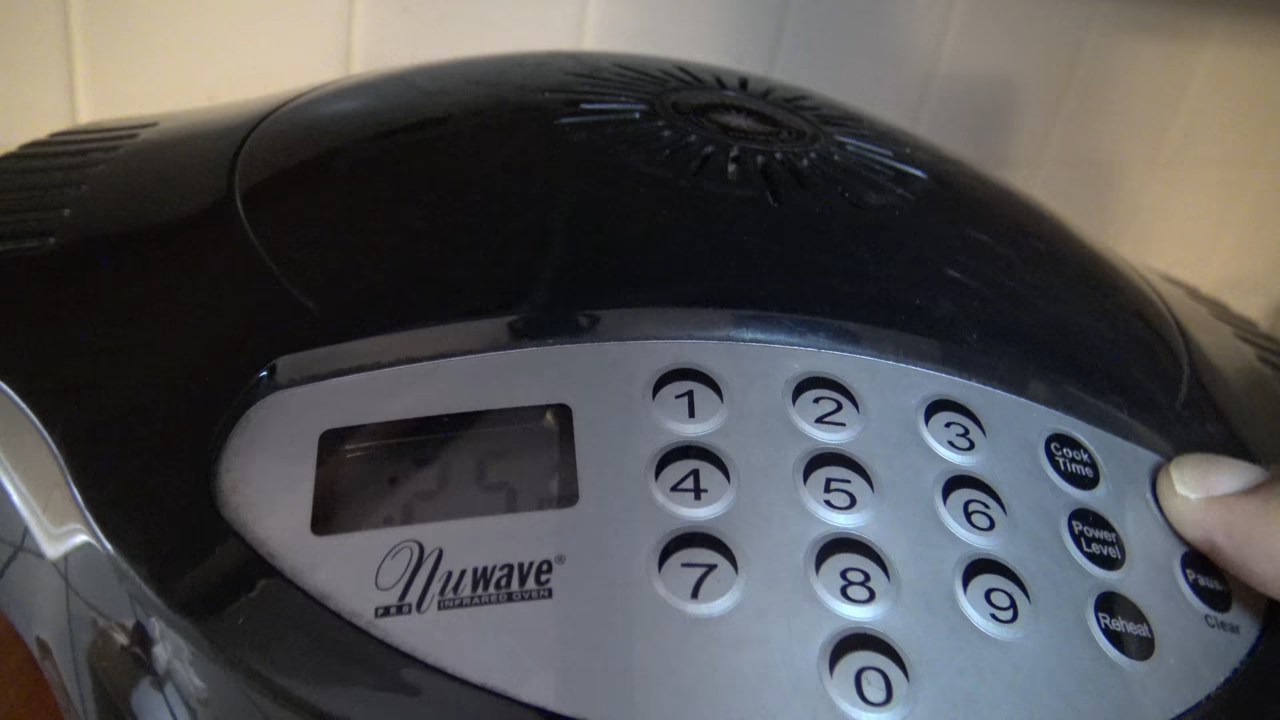 1 2 3
Cook
Time
4 5 6
Power
Level
7 8 9
Reheat
Clear
0
nuwave®
PRO INFRARED OVEN